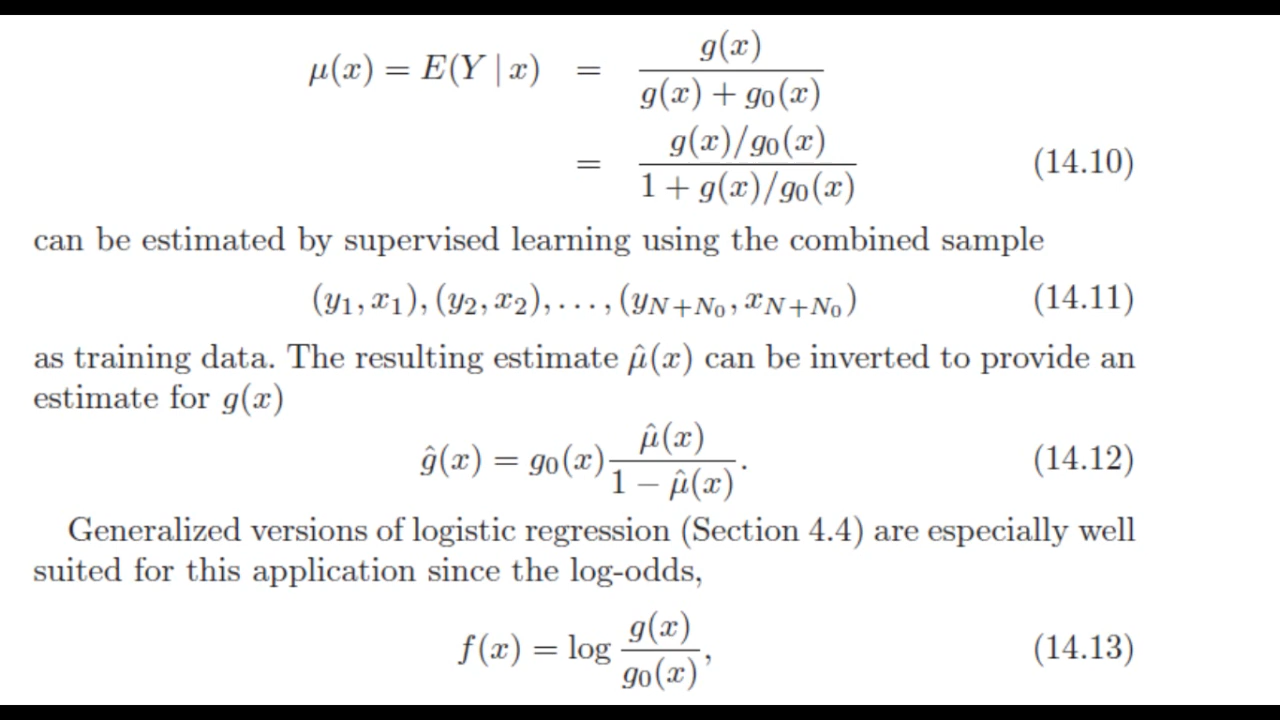 μ(x) = E(Y | x) = g(x) / (g(x) + g₀(x))
= (g(x)/g₀(x)) / (1 + g(x)/g₀(x)) (14.10)
can be estimated by supervised learning using the combined sample
(y₁, x₁), (y₂, x₂), . . . , (y_{N+N₀}, x_{N+N₀}) (14.11)
as training data. The resulting estimate μ̂(x) can be inverted to provide an
estimate for g(x)
ĝ(x) = g₀(x) μ̂(x) / (1 − μ̂(x)). (14.12)
Generalized versions of logistic regression (Section 4.4) are especially well
suited for this application since the log-odds,
f(x) = log g(x) / g₀(x), (14.13)